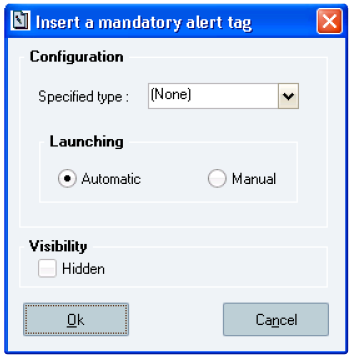 Insert a mandatory alert tag
Configuration
Specified type : (None)
Launching
Automatic Manual
Visibility
Hidden
Ok Cancel